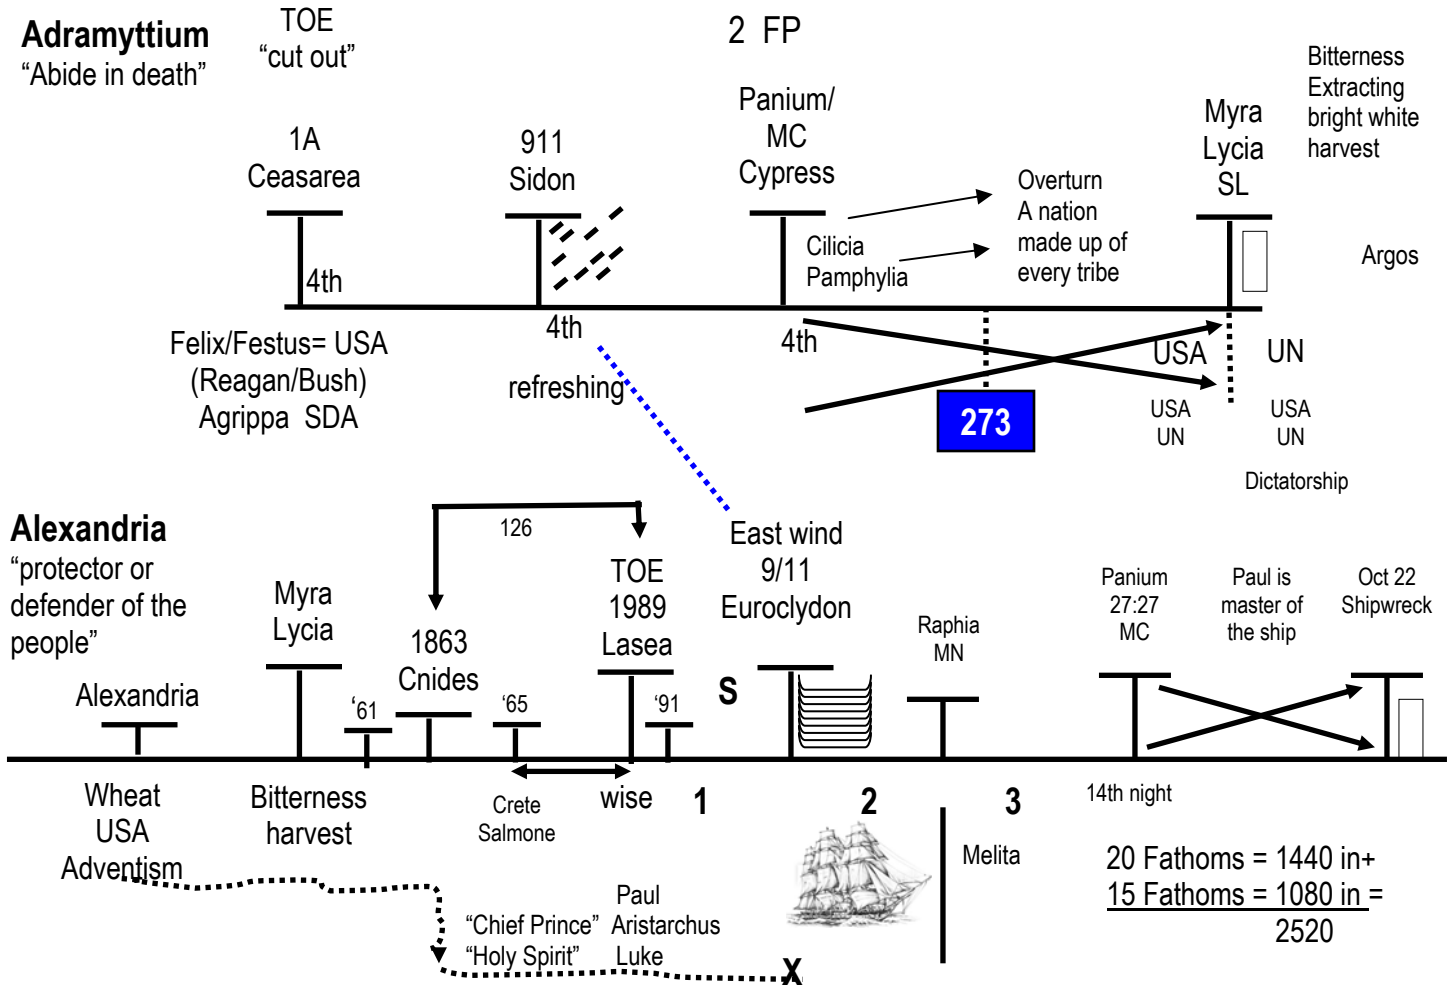 Adramyttium
“Abide in death”
TOE
“cut out”
2 FP
Bitterness
Extracting
bright white
harvest
1A
Ceasarea
911
Sidon
Panium/
MC
Cypress
Myra
Lycia
SL
Overturn
A nation
made up of
every tribe
Cilicia
Pamphylia
Argos
4th
4th
4th
Felix/Festus= USA
(Reagan/Bush)
Agrippa SDA
refreshing
273
USA
UN
USA
UN
USA
UN
Dictatorship
Alexandria
“protector or
defender of the
people”
126
Myra
Lycia
1863
Cnides
TOE
1989
Lasea
East wind
9/11
Euroclydon
Raphia
MN
Panium
27:27
MC
Paul is
master of
the ship
Oct 22
Shipwreck
Alexandria
‘61
‘65
‘91
S
Wheat
USA
Adventism
Bitterness
harvest
Crete
Salmone
wise
1
2
3
14th night
Melita
20 Fathoms = 1440 in+
15 Fathoms = 1080 in =
2520
Paul
“Chief Prince” Aristarchus
“Holy Spirit” Luke
X